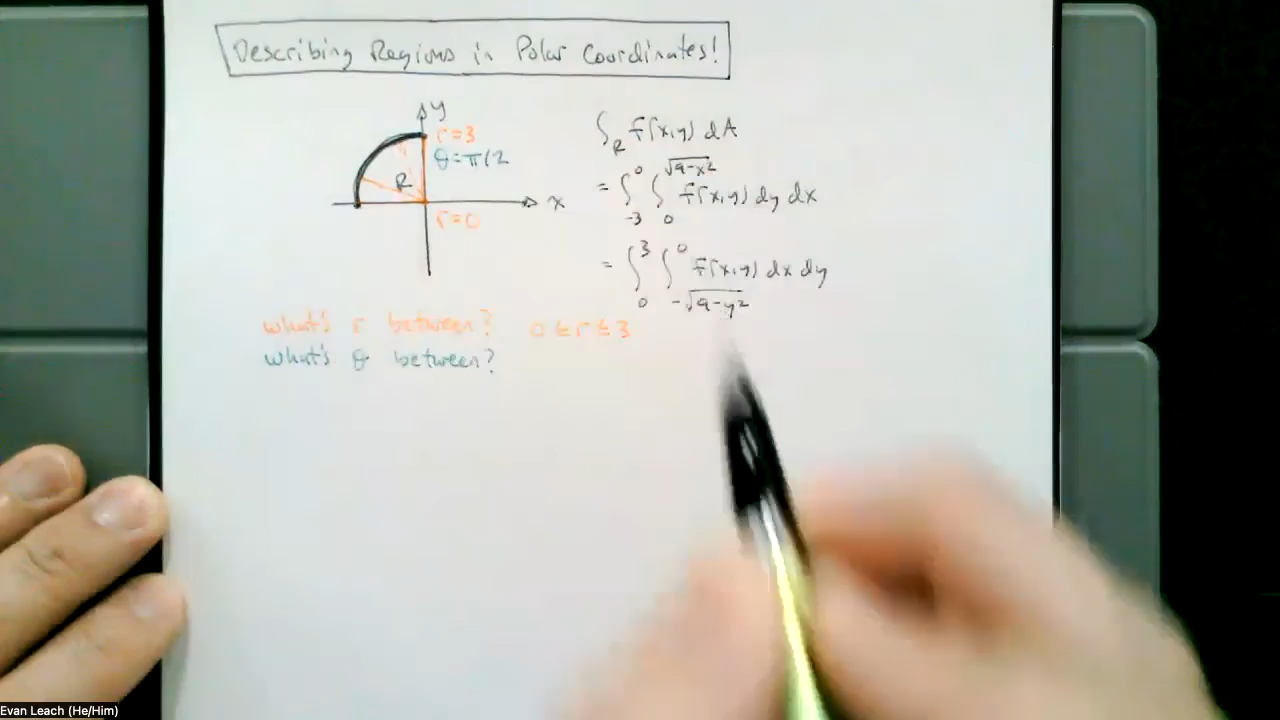 Describing Regions in Polar Coordinates!
y
r=3
θ=π/2
R
x
r=0
∫_R f(x,y) dA
= ∫_{-3}^{0} ∫_{0}^{√(9-x²)} f(x,y) dy dx
= ∫_{0}^{3} ∫_{-√(9-y²)}^{0} f(x,y) dx dy
what's r between? 0 ≤ r ≤ 3
what's θ between?
Evan Leach (He/Him)